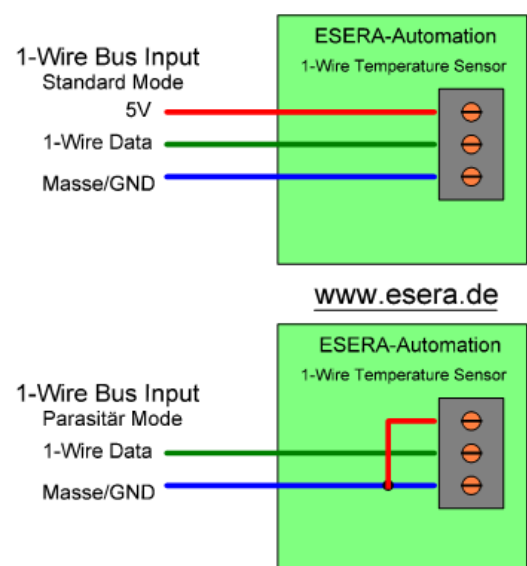 ESERA-Automation
1-Wire Bus Input
1-Wire Temperature Sensor
Standard Mode
5V
1-Wire Data
Masse/GND
www.esera.de
ESERA-Automation
1-Wire Temperature Sensor
1-Wire Bus Input
Parasitär Mode
1-Wire Data
Masse/GND